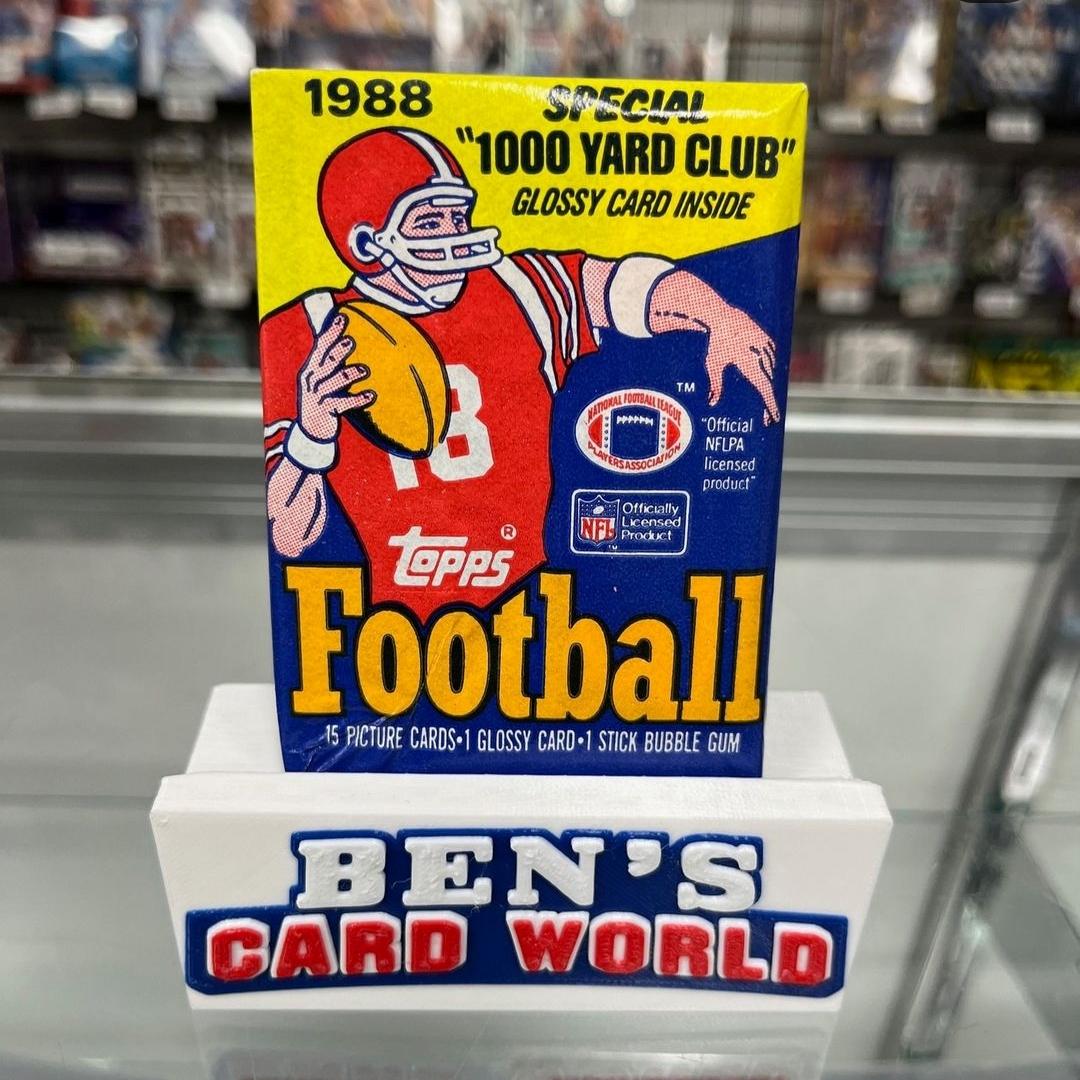 1988
SPECIAL
"1000 YARD CLUB"
GLOSSY CARD INSIDE
18
TM
NATIONAL FOOTBALL LEAGUE
PLAYERS ASSOCIATION
"Official
NFLPA
licensed
product"
NFL
Officially
Licensed
Product
TM
topps®
Football
15 PICTURE CARDS•1 GLOSSY CARD•1 STICK BUBBLE GUM
BEN'S
CARD WORLD